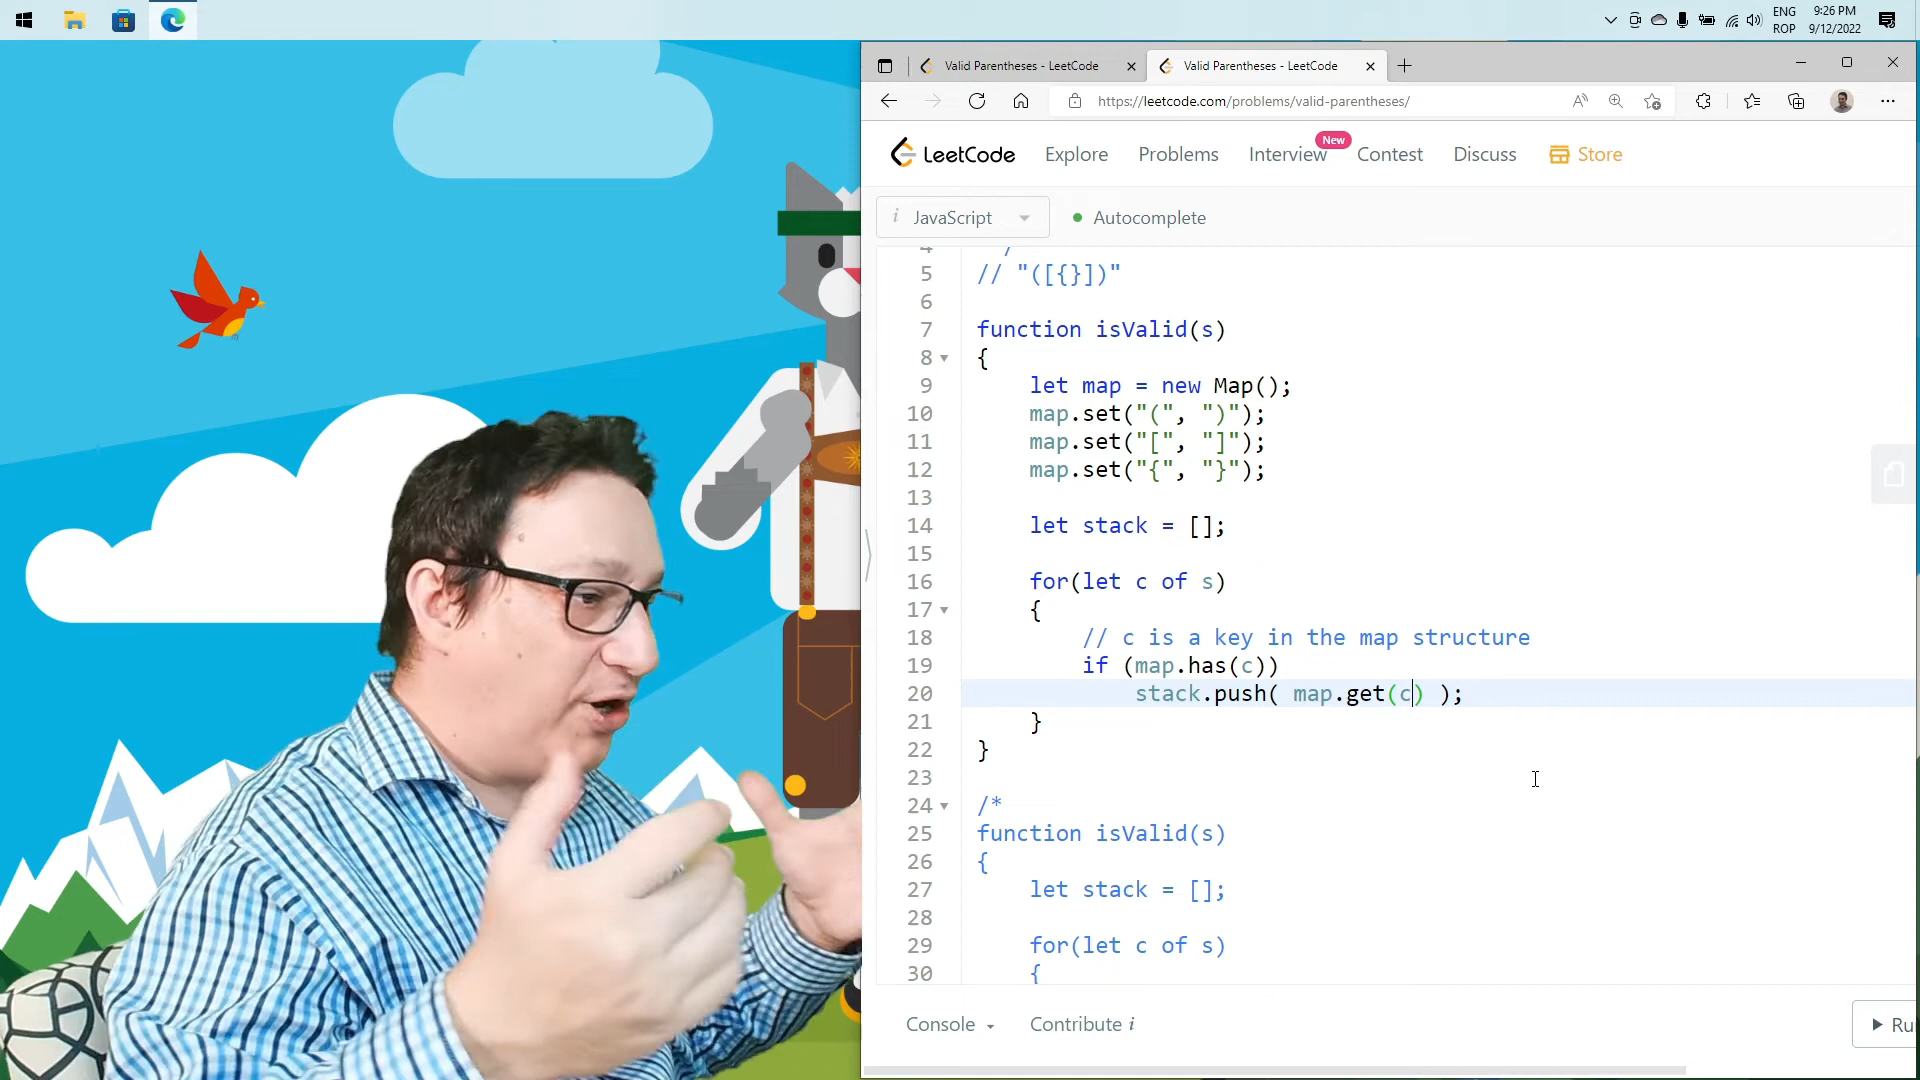 ENG
ROP
9:26 PM
9/12/2022
Valid Parentheses - LeetCode
Valid Parentheses - LeetCode
https://leetcode.com/problems/valid-parentheses/
LeetCode
Explore
Problems
Interview
New
Contest
Discuss
Store
i JavaScript
Autocomplete
5 // "([{}])"
6
7 function isValid(s)
8 {
9 let map = new Map();
10 map.set("(", ")");
11 map.set("[", "]");
12 map.set("{", "}");
13
14 let stack = [];
15
16 for(let c of s)
17 {
18 // c is a key in the map structure
19 if (map.has(c))
20 stack.push( map.get(c) );
21 }
22 }
23
24 /*
25 function isValid(s)
26 {
27 let stack = [];
28
29 for(let c of s)
30 {
Console
Contribute i